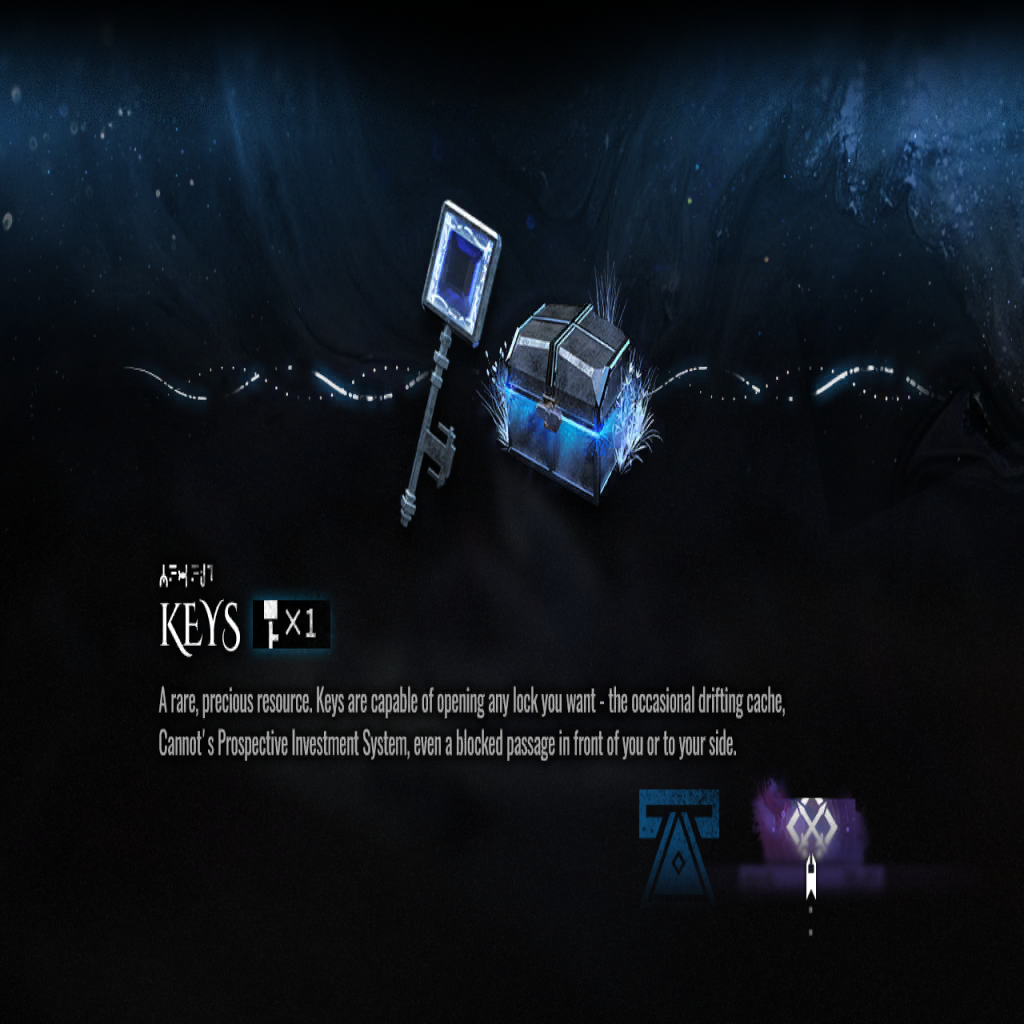 KEYS ×1
A rare, precious resource. Keys are capable of opening any lock you want - the occasional drifting cache,
Cannot's Prospective Investment System, even a blocked passage in front of you or to your side.